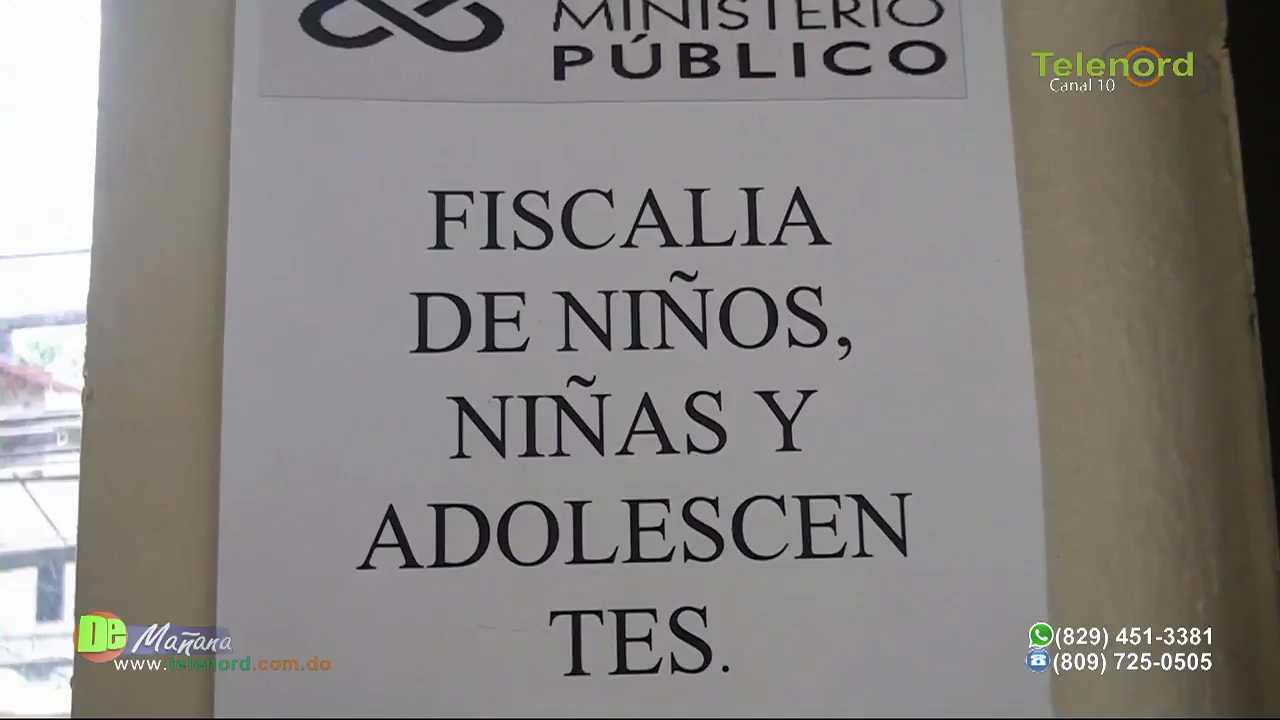 MINISTERIO
PÚBLICO
Telenord
Canal 10
FISCALIA
DE NIÑOS,
NIÑAS Y
ADOLESCEN
TES.
De Mañana
www.telenord.com.do
(829) 451-3381
(809) 725-0505